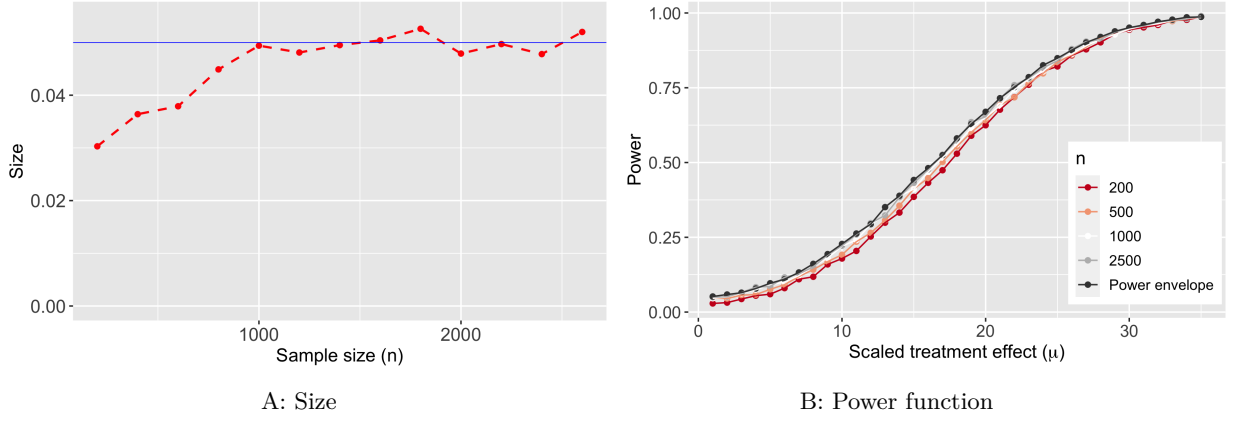 Size
0.04
0.02
0.00
1000
2000
Sample size (n)
A: Size
Power
1.00
0.75
0.50
0.25
0.00
0
10
20
30
Scaled treatment effect (μ)
n
200
500
1000
2500
Power envelope
B: Power function